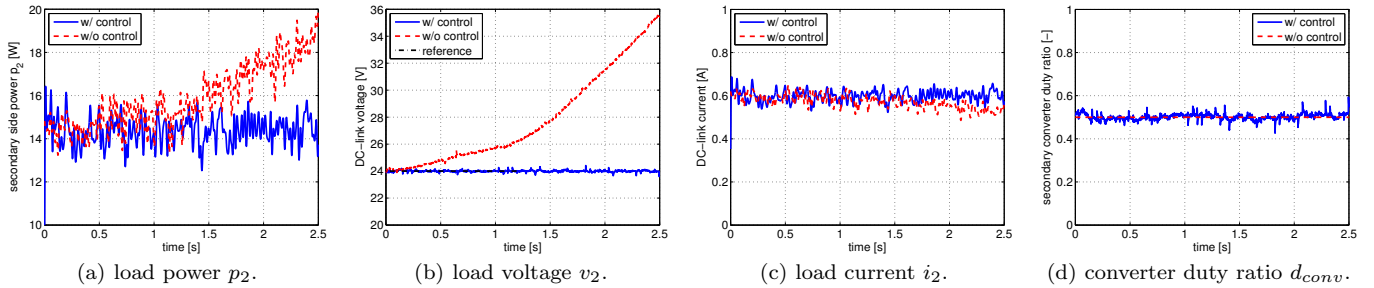 secondary side power p2 [W]
20
18
16
14
12
10
w/ control
w/o control
0
0.5
1
1.5
2
2.5
time [s]
(a) load power p2.
DC−link voltage [V]
36
34
32
30
28
26
24
22
20
w/ control
w/o control
reference
0
0.5
1
1.5
2
2.5
time [s]
(b) load voltage v2.
DC−link current [A]
1
0.8
0.6
0.4
0.2
0
w/ control
w/o control
0
0.5
1
1.5
2
2.5
time [s]
(c) load current i2.
secondary converter duty ratio [−]
1
0.8
0.6
0.4
0.2
0
w/ control
w/o control
0
0.5
1
1.5
2
2.5
time [s]
(d) converter duty ratio dconv.